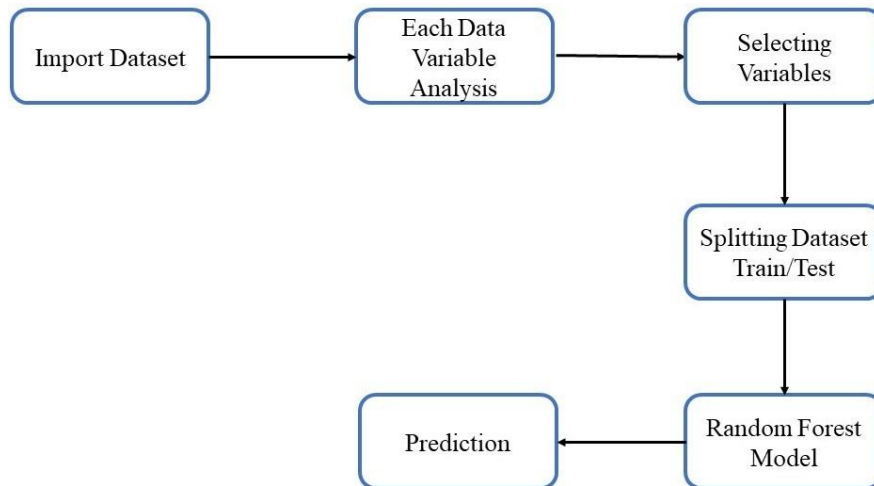 Import Dataset
Each Data
Variable
Analysis
Selecting
Variables
Splitting Dataset
Train/Test
Random Forest
Model
Prediction